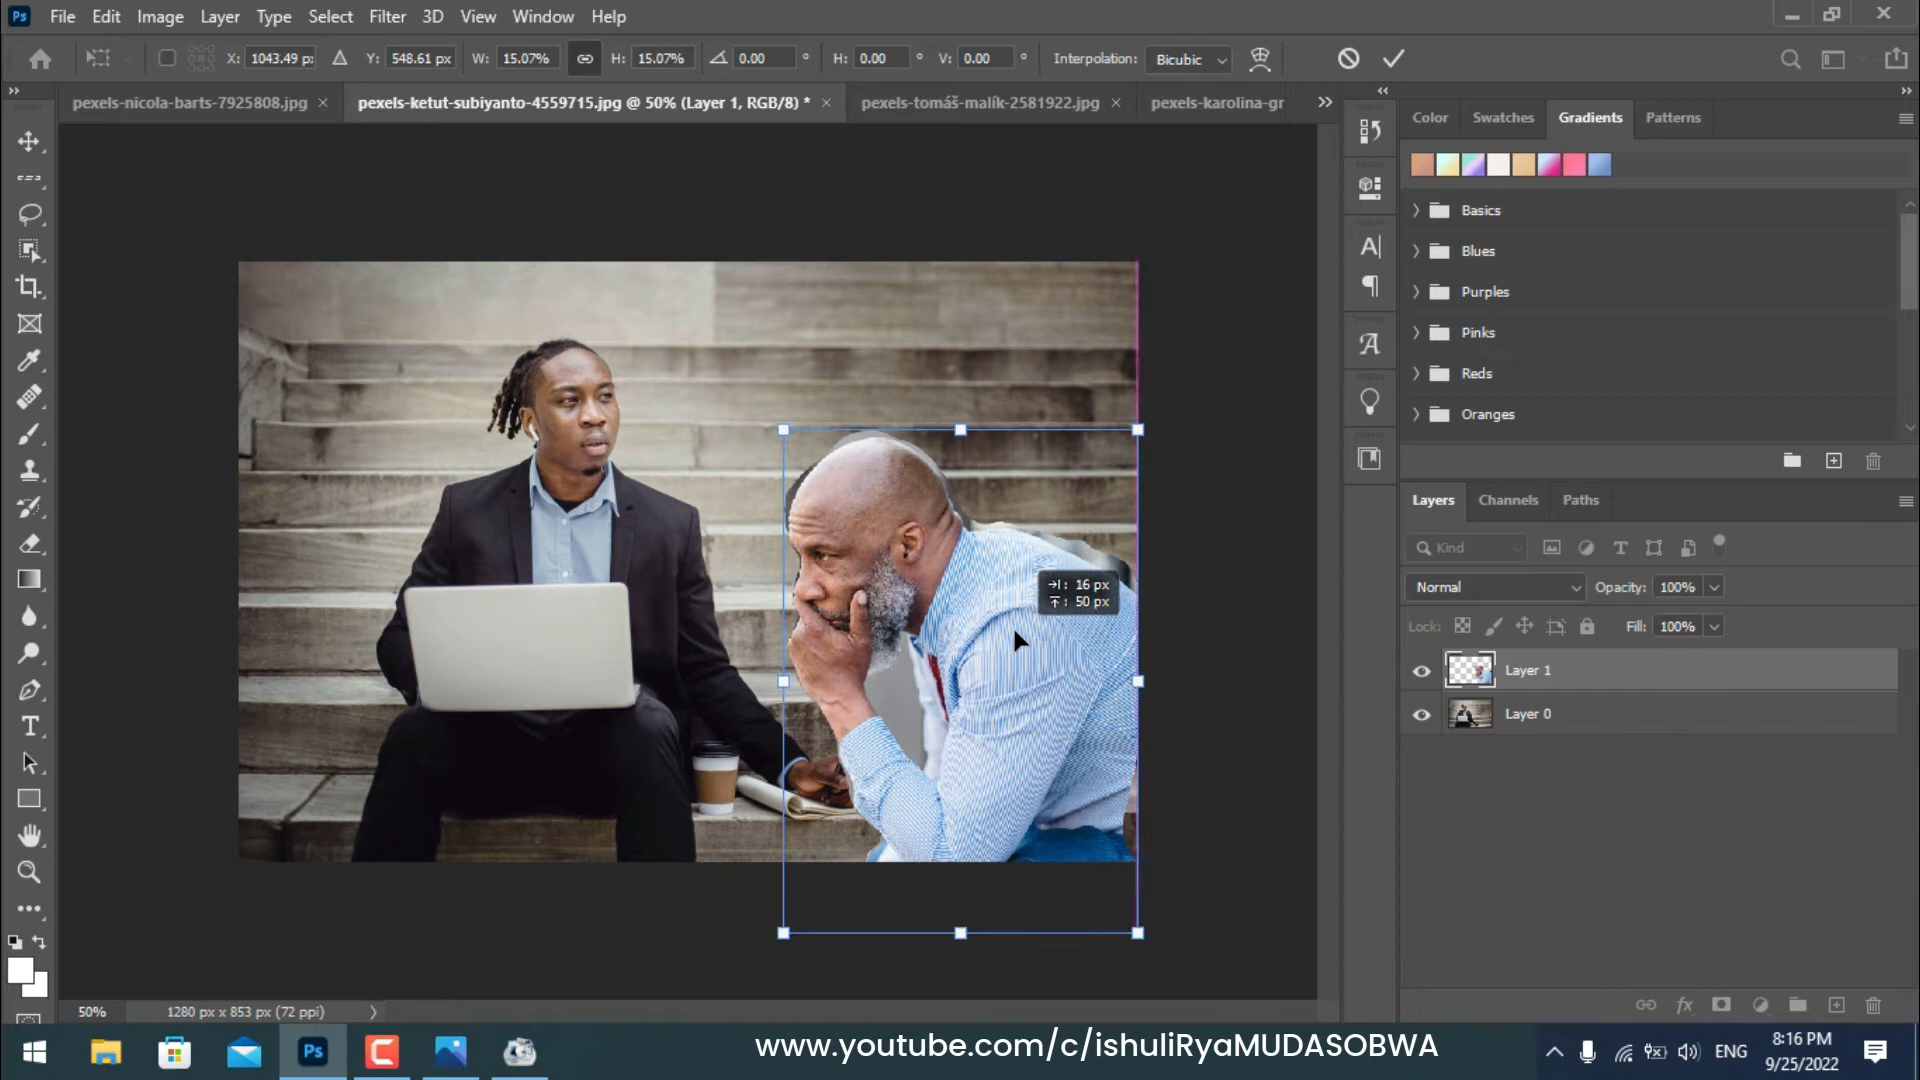 Ps File Edit Image Layer Type Select Filter 3D View Window Help
X: 1043.49 p: Y: 548.61 px W: 15.07% H: 15.07% 0.00 ° H: 0.00 ° V: 0.00 ° Interpolation: Bicubic
pexels-nicola-barts-7925808.jpg × pexels-ketut-subiyanto-4559715.jpg @ 50% (Layer 1, RGB/8) * × pexels-tomáš-malík-2581922.jpg × pexels-karolina-gr
Color Swatches Gradients Patterns
Basics
Blues
Purples
Pinks
Reds
Oranges
Layers Channels Paths
Kind
Normal Opacity: 100%
Lock: Fill: 100%
Layer 1
Layer 0
: 16 px
: 50 px
50% 1280 px x 853 px (72 ppi)
www.youtube.com/c/ishuliRyaMUDASOBWA
Ps
ENG
8:16 PM
9/25/2022